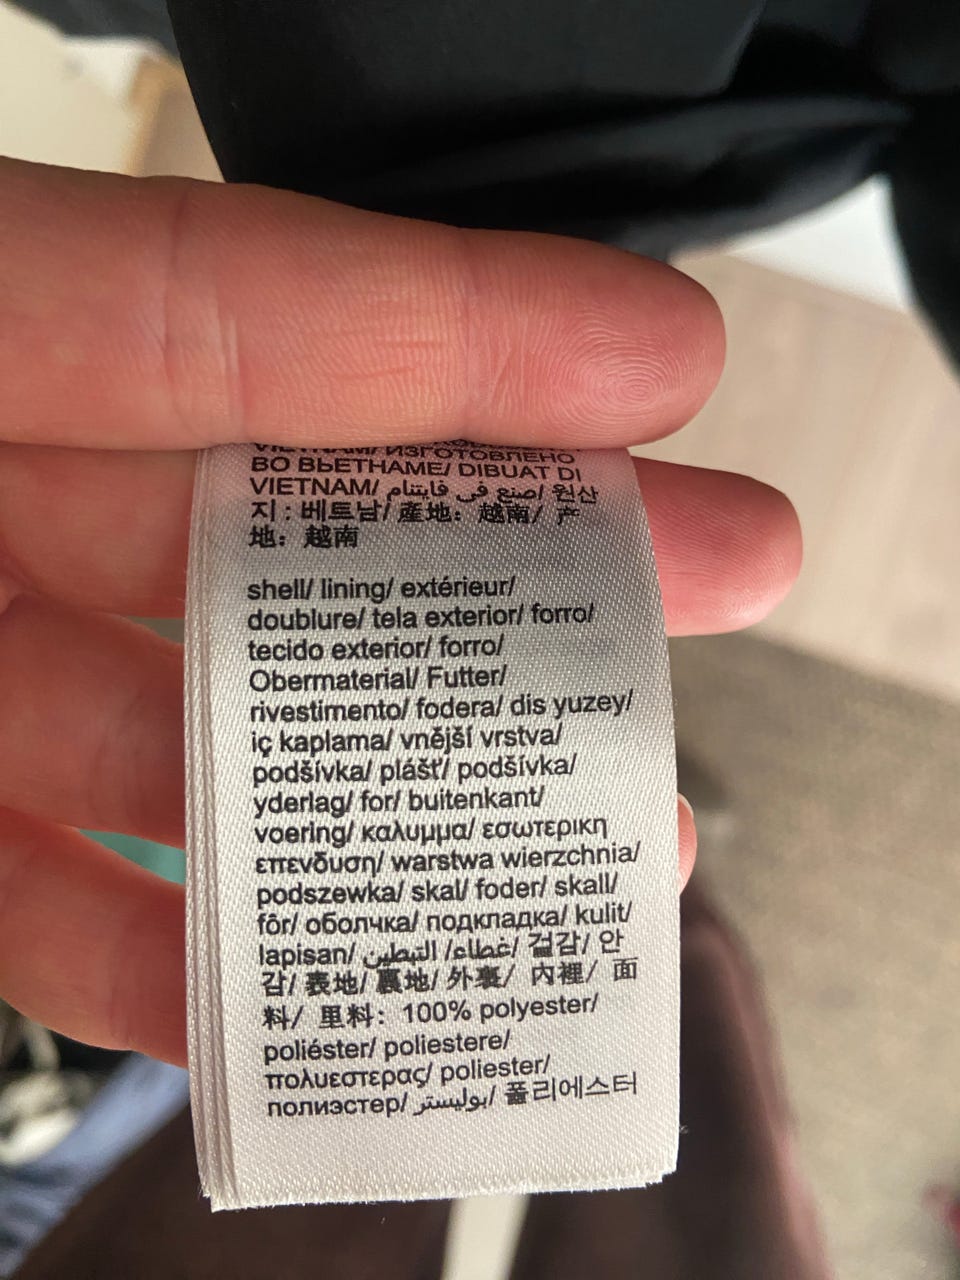 VIETNAM/ ИЗГОТОВЛЕНО
ВО ВЬЕТНАМЕ/ DIBUAT DI
VIETNAM/ صنع في فايتنام/ 원산
지 : 베트남/ 產地：越南/ 产
地：越南
shell/ lining/ extérieur/
doublure/ tela exterior/ forro/
tecido exterior/ forro/
Obermaterial/ Futter/
rivestimento/ fodera/ dis yuzey/
iç kaplama/ vnější vrstva/
podšívka/ plášť/ podšívka/
yderlag/ for/ buitenkant/
voering/ καλυμμα/ εσωτερικη
επενδυση/ warstwa wierzchnia/
podszewka/ skal/ foder/ skall/
fôr/ оболчка/ подкладка/ kulit/
lapisan/ غطاء/ التبطين/ 겉감/ 안
감/ 表地/ 裏地/ 外裏/ 內裡/ 面
料/ 里料：100% polyester/
poliéster/ poliestere/
πολυεστερας/ poliester/
полиэстер/ بوليستر/ 폴리에스터